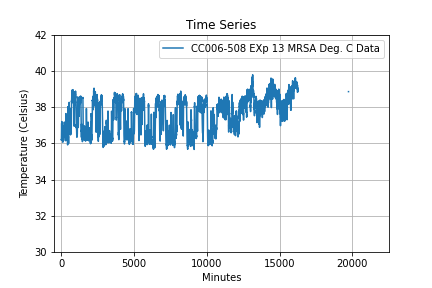 Time Series
CC006-508 EXp 13 MRSA Deg. C Data
Temperature (Celsius)
42
40
38
36
34
32
30
0 5000 10000 15000 20000
Minutes